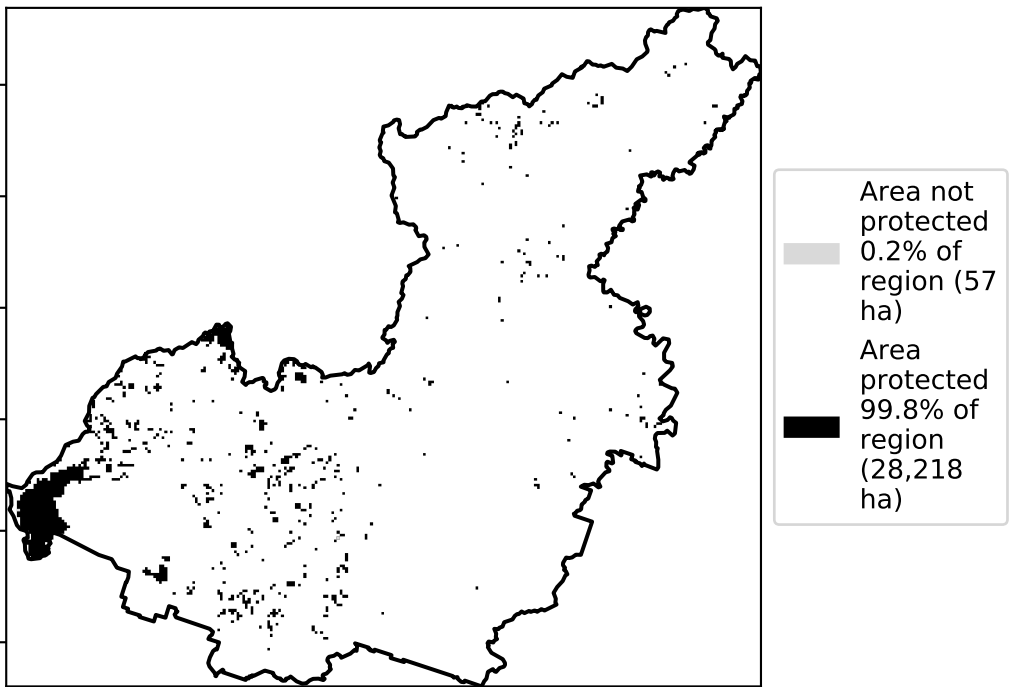 Area not
protected
0.2% of
region (57
ha)
Area
protected
99.8% of
region
(28,218
ha)